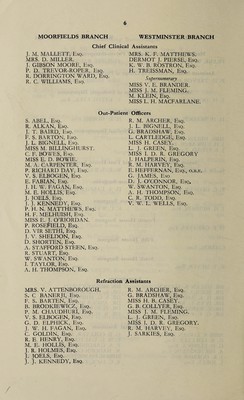 6
MOORFIELDS BRANCH
WESTMINSTER BRANCH
Chief Clinical Assistants
J. M. MALLETT, Esq.
MRS. D. MILLER.
J. GIBSON MOORE, Esq.
P. D. TREVOR-ROPER, Esq.
R. DORRINGTON WARD, Esq.
R. C. WILLIAMS, Esq.
MRS. K. F. MATTHEWS.
DERMOT J. PIERSE, Esq.
K. W. B. ROSTRON, Esq.
H. TREISSMAN, Esq.
Supernumerary
MISS V. E. BRANDER.
MISS J. M. FLEMING.
M. KLEIN, Esq.
MISS L. H. MACFARLANE.
Out-Patient Officers
S. ABEL, Esq.
R. ALKAN, Esq.
J. T. BAIRD, Esq.
F. S. BARTON, Esq.
J. L. BIGNELL, Esq.
MISS M. BILLINGHURST.
C. F. BOWES, Esq.
MISS E. D. BOWIE.
M. A. CARPENTER, Esq.
P. RICHARD DAY, Esq.
V. S. ELBOGEN, Esq.
E. FABIAN, Esq.
J. H. W. FAGAN, Esq.
M. E. HOLLIS, Esq.
J. JOELS, Esq.
J. J. KENNEDY, Esq.
P. H. N. MATTHEWS, Esq.
H. F. MELHUISH, Esq.
MISS E. T. O'RIORDAN.
P. ROSEFIELD, Esq.
D. VIR SETHI, Esq.
J. V. SHELDON, Esq.
D. SHORTEN, Esq.
A. STAFFORD STEEN, Esq.
R. STUART, Esq.
W. SWANTON, Esq.
J. TAYLOR, Esq.
A. H. THOMPSON, Esq.
R. M. ARCHER, Esq.
J. L. BIGNELL, Esq.
G. BRADSHAW, Esq.
L. CARTLEDGE, Esq.
MISS H. CASEY.
L. J. GREEN, Esq.
MISS I. D. R. GREGORY
J. HALPERIN, Esq.
R. M. HARVEY, Esq.
E. HEFFERNAN, Esq.,
G. JAMES, Esq.
D. J. O'CONNOR, Esq.
W. SWANTON, Esq.
A. H. THOMPSON, Esq.
C. R. TODD, Esq.
W. T. L. WELLS, Esq.
Refraction Assistants
MRS. V. ATTENBOROUGH,
S. C. BANERJI, Esq.
F. S. BARTEN, Esq.
D. BROOKIEWICZ, Esq.
P. M. CHAUDHURI, Esq.
V. S. ELBOGEN, Esq.
G. D. ELPHICK, Esq.
J. W. H. FAGAN, Esq.
C. GOLDIN, Esq.
R. E. HENRY, Esq.
M. E. HOLLIS, Esq.
J. R. HOLMES, Esq.
J. JOELS, Esq.
J. J. KENNEDY, Esq.
R. M. ARCHER, Esq.
G. BRADSHAW, Esq.
MISS H. B. CASEY.
G. B. COLLYER, Esq.
MISS J. M. FLEMING.
L. J. GREEN, Esq.
MISS I. D. R. GREGORY.
R. M. HARVEY, Esq.
J. SARKIES, Esq.